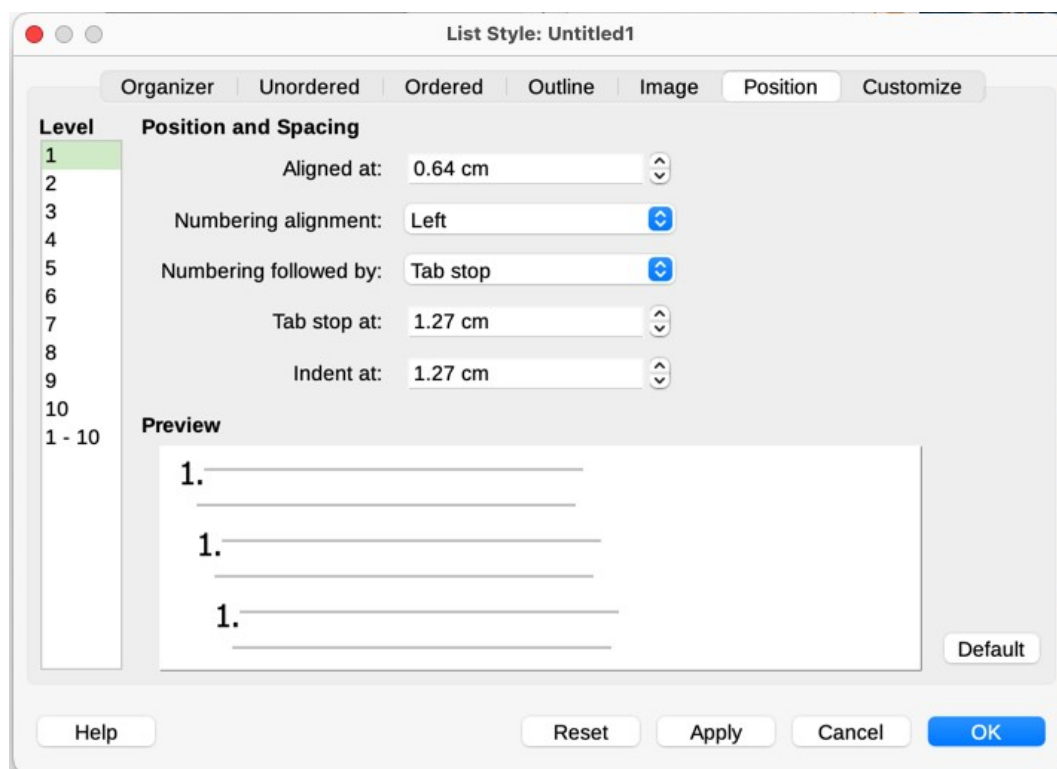 List Style: Untitled1
Organizer Unordered Ordered Outline Image Position Customize
Level
1
2
3
4
5
6
7
8
9
10
1 - 10
Position and Spacing
Aligned at: 0.64 cm
Numbering alignment: Left
Numbering followed by: Tab stop
Tab stop at: 1.27 cm
Indent at: 1.27 cm
Preview
1.
1.
1.
Default
Help Reset Apply Cancel OK